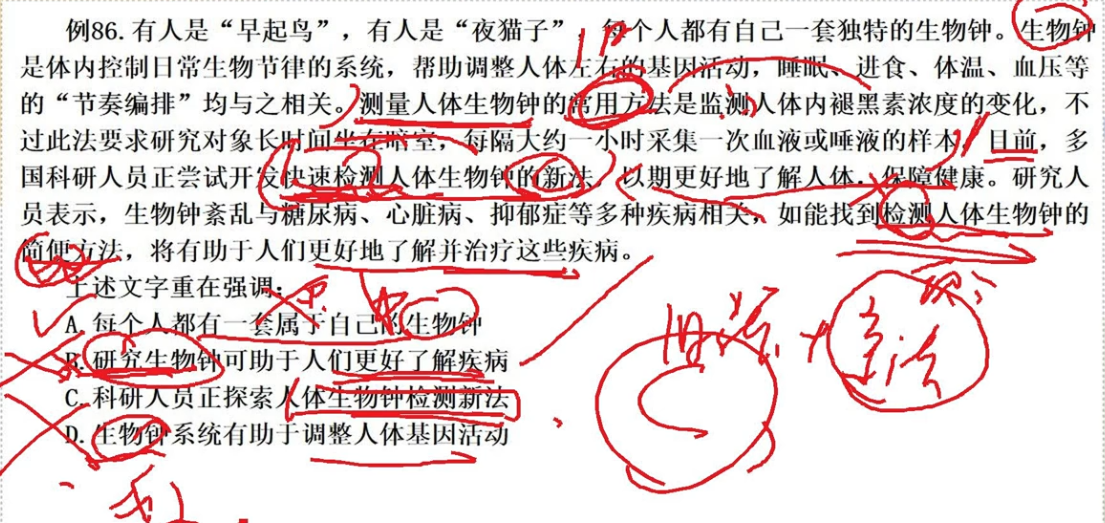 例86.有人是“早起鸟”，有人是“夜猫子”，每个人都有自己一套独特的生物钟。生物钟
是体内控制日常生物节律的系统，帮助调整人体左右的基因活动，睡眠、进食、体温、血压等
的“节奏编排”均与之相关。测量人体生物钟的常用方法是监测人体内褪黑素浓度的变化，不
过此法要求研究对象长时间坐在暗室，每隔大约一小时采集一次血液或唾液的样本。目前，多
国科研人员正尝试开发快速检测人体生物钟的新法，以期更好地了解人体，保障健康。研究人
员表示，生物钟紊乱与糖尿病、心脏病、抑郁症等多种疾病相关，如能找到检测人体生物钟的
简便方法，将有助于人们更好地了解并治疗这些疾病。
上述文字重在强调：
A.每个人都有一套属于自己的生物钟
B.研究生物钟可助于人们更好了解疾病
C.科研人员正探索人体生物钟检测新法
D.生物钟系统有助于调整人体基因活动